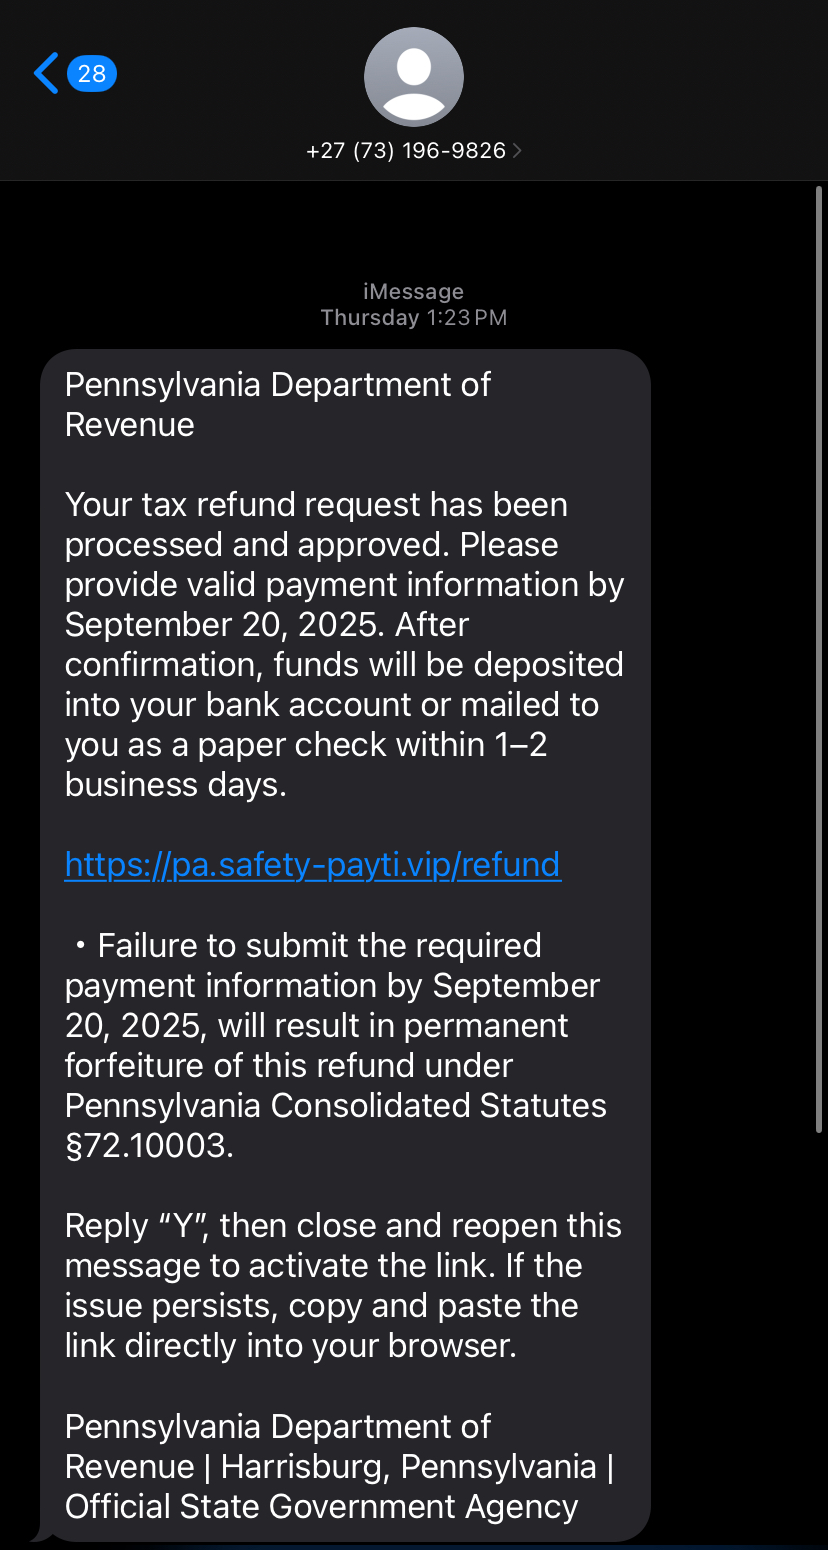 28
+27 (73) 196-9826
iMessage
Thursday 1:23 PM
Pennsylvania Department of
Revenue
Your tax refund request has been
processed and approved. Please
provide valid payment information by
September 20, 2025. After
confirmation, funds will be deposited
into your bank account or mailed to
you as a paper check within 1–2
business days.
https://pa.safety-payti.vip/refund
・Failure to submit the required
payment information by September
20, 2025, will result in permanent
forfeiture of this refund under
Pennsylvania Consolidated Statutes
§72.10003.
Reply “Y”, then close and reopen this
message to activate the link. If the
issue persists, copy and paste the
link directly into your browser.
Pennsylvania Department of
Revenue | Harrisburg, Pennsylvania |
Official State Government Agency